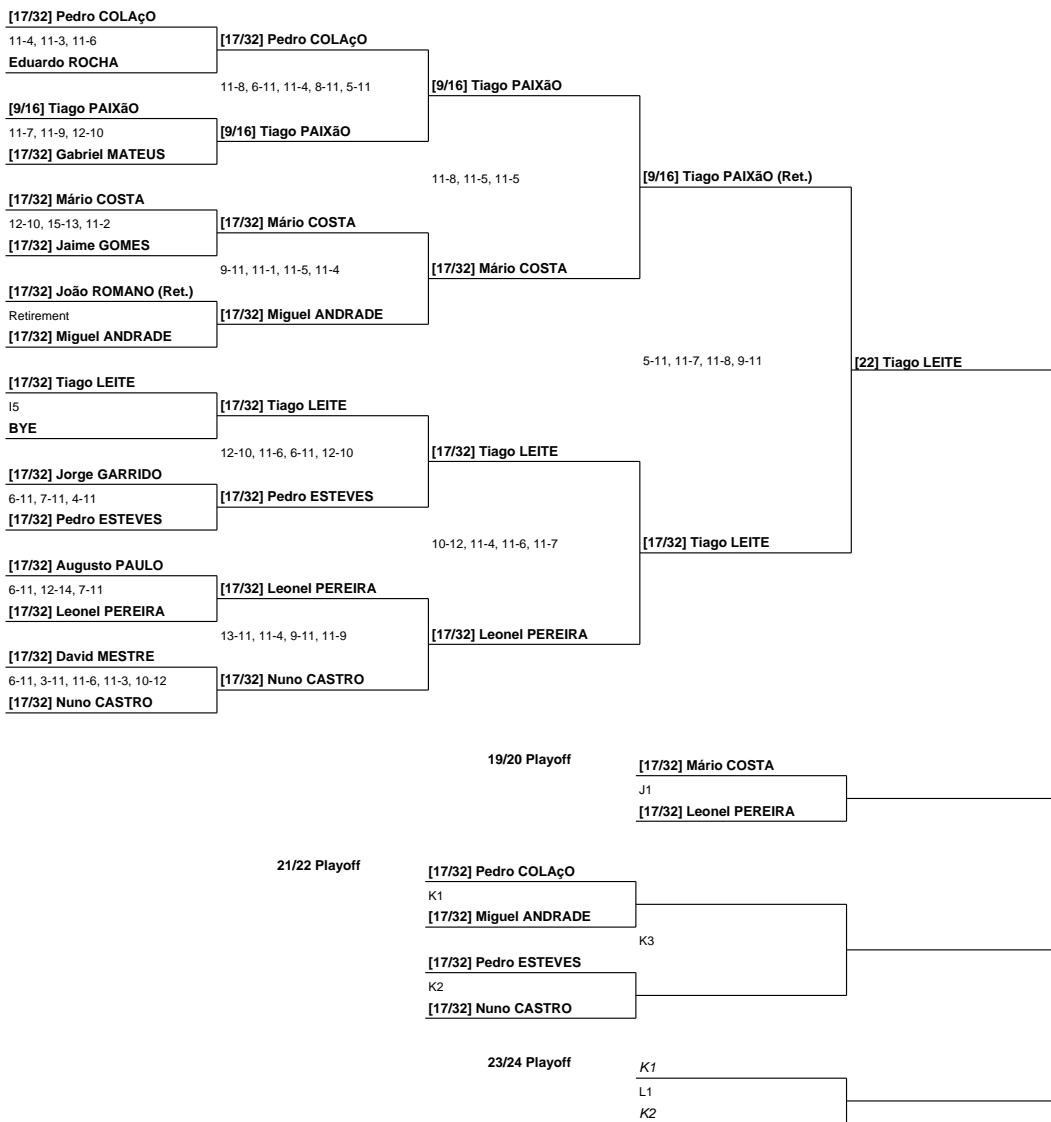 [17/32] Pedro COLAçO
11-4, 11-3, 11-6
Eduardo ROCHA
[9/16] Tiago PAIXãO
11-7, 11-9, 12-10
[17/32] Gabriel MATEUS
[17/32] Mário COSTA
12-10, 15-13, 11-2
[17/32] Jaime GOMES
[17/32] João ROMANO (Ret.)
Retirement
[17/32] Miguel ANDRADE
[17/32] Tiago LEITE
I5
BYE
[17/32] Jorge GARRIDO
6-11, 7-11, 4-11
[17/32] Pedro ESTEVES
[17/32] Augusto PAULO
6-11, 12-14, 7-11
[17/32] Leonel PEREIRA
[17/32] David MESTRE
6-11, 3-11, 11-6, 11-3, 10-12
[17/32] Nuno CASTRO
[17/32] Pedro COLAçO
11-8, 6-11, 11-4, 8-11, 5-11
[9/16] Tiago PAIXãO
[17/32] Mário COSTA
9-11, 11-1, 11-5, 11-4
[17/32] Miguel ANDRADE
[17/32] Tiago LEITE
12-10, 11-6, 6-11, 12-10
[17/32] Pedro ESTEVES
[17/32] Leonel PEREIRA
13-11, 11-4, 9-11, 11-9
[17/32] Nuno CASTRO
[9/16] Tiago PAIXãO
11-8, 11-5, 11-5
[17/32] Mário COSTA
[17/32] Tiago LEITE
10-12, 11-4, 11-6, 11-7
[17/32] Leonel PEREIRA
[9/16] Tiago PAIXãO (Ret.)
5-11, 11-7, 11-8, 9-11
[17/32] Tiago LEITE
[22] Tiago LEITE
19/20 Playoff
[17/32] Mário COSTA
J1
[17/32] Leonel PEREIRA
21/22 Playoff
[17/32] Pedro COLAçO
K1
[17/32] Miguel ANDRADE
K3
[17/32] Pedro ESTEVES
K2
[17/32] Nuno CASTRO
23/24 Playoff
K1
L1
K2